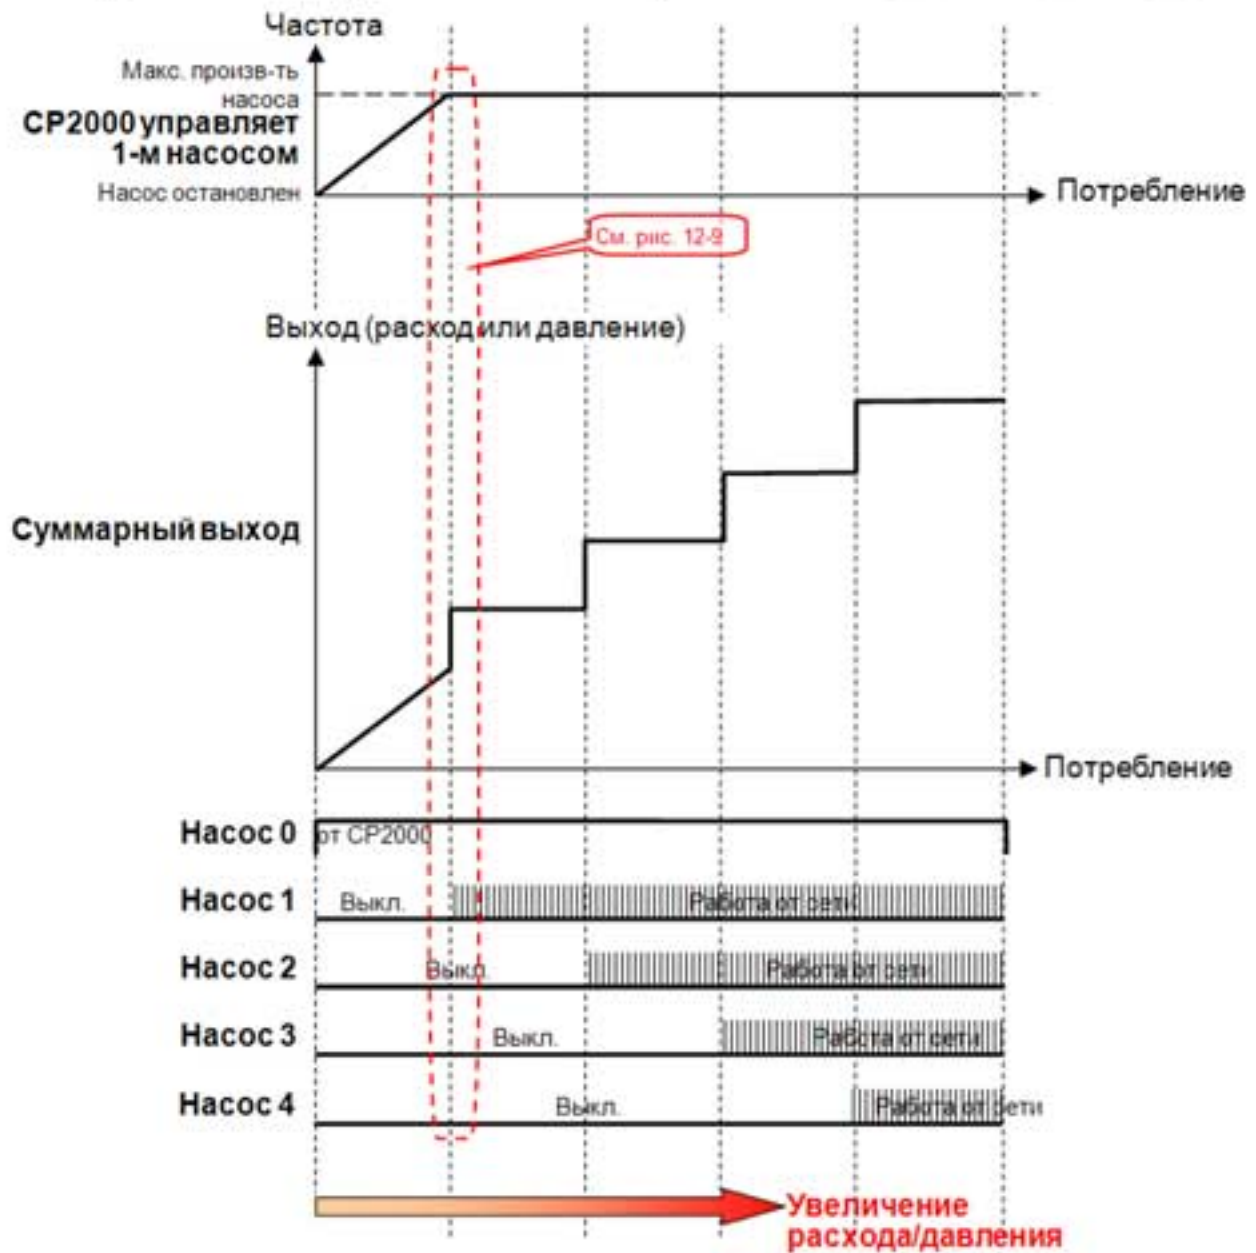 Частота
Макс. произв-ть
насоса
CP2000 управляет
1-м насосом
Насос остановлен
Потребление
См. рис. 12-9
Выход (расход или давление)
Суммарный выход
Потребление
Насос 0
от CP2000
Насос 1
Выкл.
Работа от сети
Насос 2
Выкл.
Работа от сети
Насос 3
Выкл.
Работа от сети
Насос 4
Выкл.
Работа от сети
Увеличение
расхода/давления